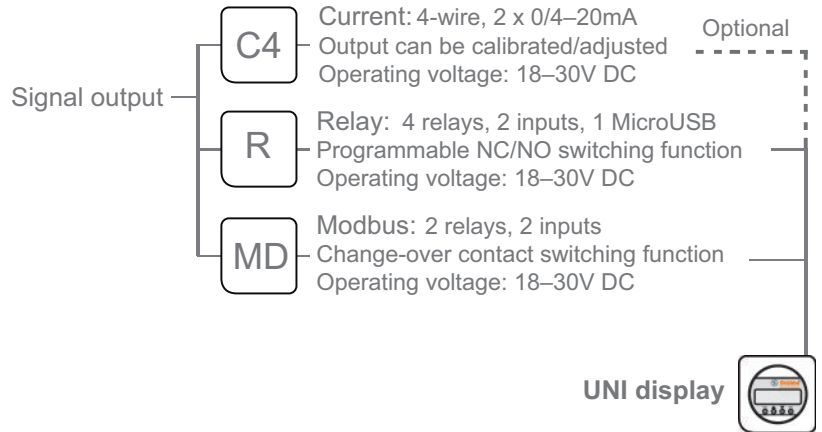 Signal output
C4
Current: 4-wire, 2 x 0/4–20mA
Output can be calibrated/adjusted
Operating voltage: 18–30V DC
Optional
R
Relay: 4 relays, 2 inputs, 1 MicroUSB
Programmable NC/NO switching function
Operating voltage: 18–30V DC
MD
Modbus: 2 relays, 2 inputs
Change-over contact switching function
Operating voltage: 18–30V DC
UNI display